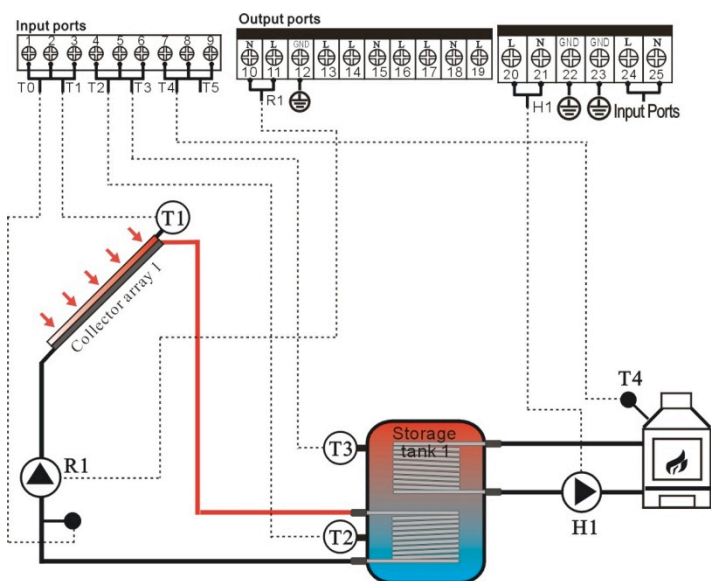 Input ports
1 2 3 4 5 6 7 8 9
T0 T1 T2 T3 T4 T5
Output ports
N L GND L L N L L N L
10 11 12 13 14 15 16 17 18 19
R1
L N GND GND L N
20 21 22 23 24 25
H1
Input Ports
T1
Collector array 1
R1
T3
Storage
tank 1
T2
T4
H1